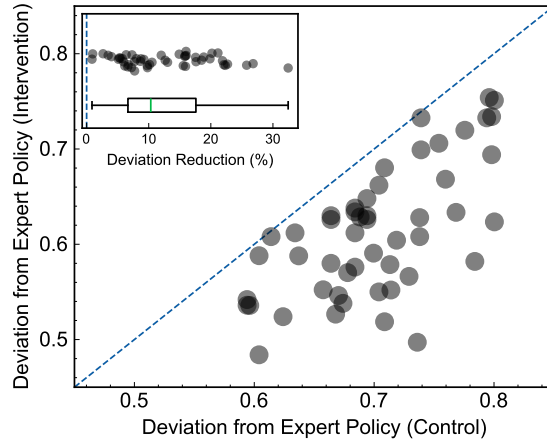 Deviation from Expert Policy (Intervention)
0.8
0.7
0.6
0.5
0 10 20 30
Deviation Reduction (%)
0.5 0.6 0.7 0.8
Deviation from Expert Policy (Control)